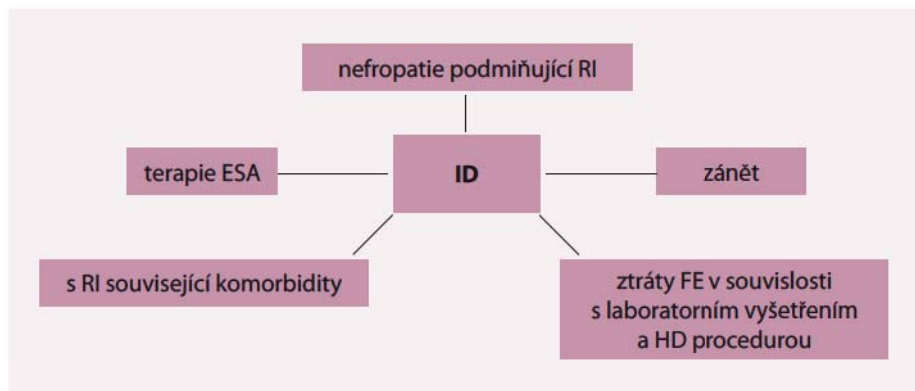 nefropatie podmiňující RI
terapie ESA
ID
zánět
s RI související komorbidity
ztráty FE v souvislosti
s laboratorním vyšetřením
a HD procedurou